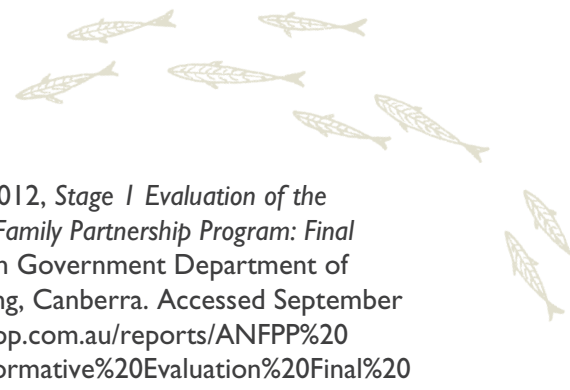 012, Stage 1 Evaluation of the
Family Partnership Program: Final
Government Department of
Canberra. Accessed September
pp.com.au/reports/ANFPP%20
ormative%20Evaluation%20Final%20